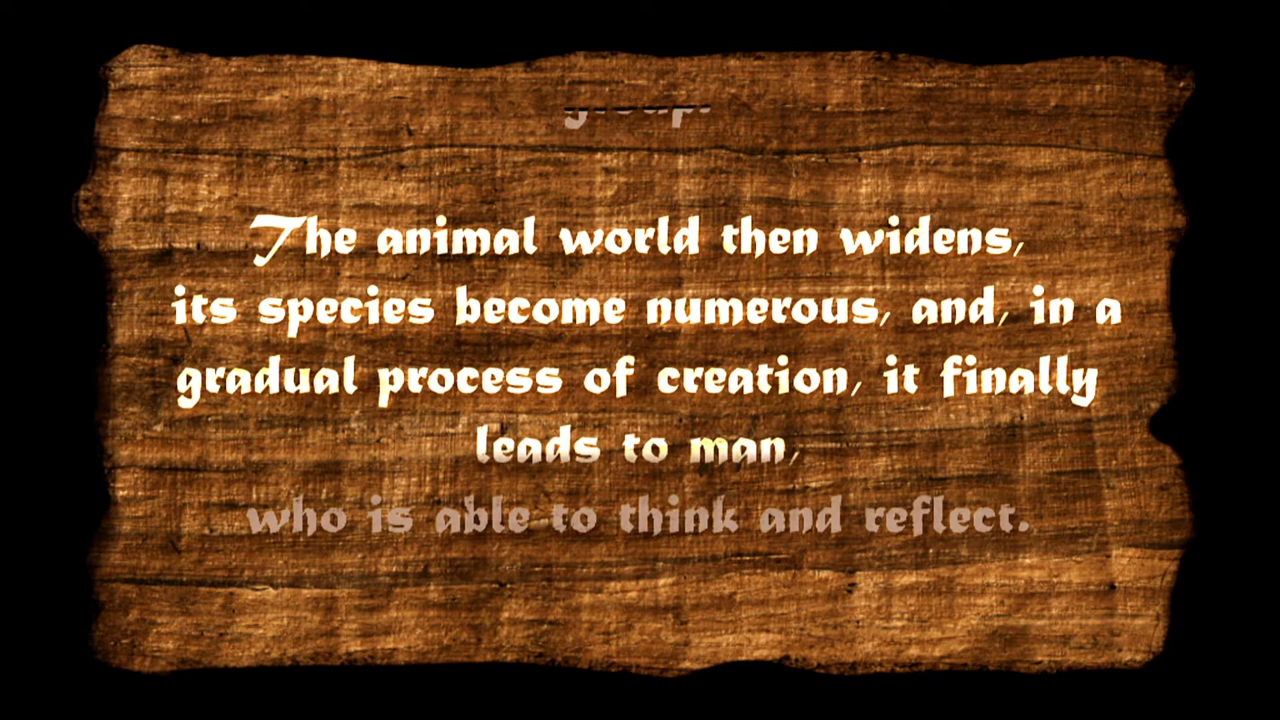 group.
The animal world then widens,
its species become numerous, and, in a
gradual process of creation, it finally
leads to man,
who is able to think and reflect.